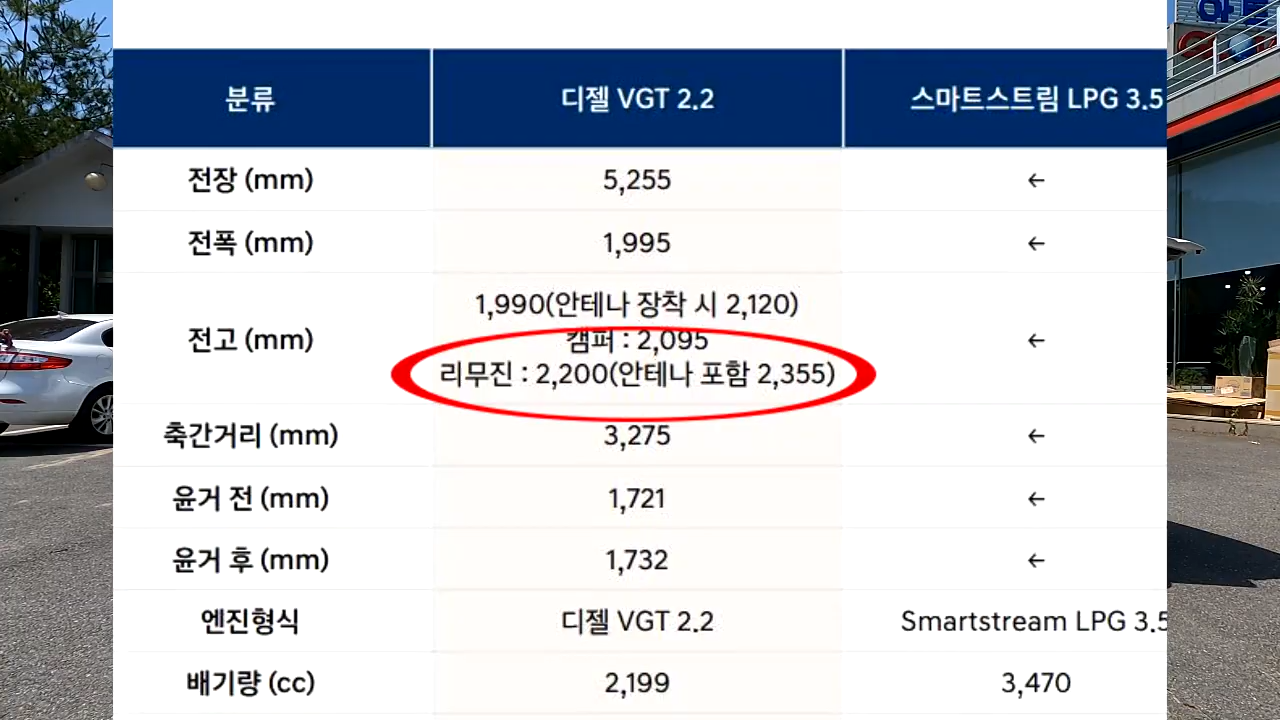 분류 디젤 VGT 2.2 스마트스트림 LPG 3.5
전장 (mm) 5,255 ←
전폭 (mm) 1,995 ←
전고 (mm) 1,990(안테나 장착 시 2,120) ←
캠퍼 : 2,095
리무진 : 2,200(안테나 포함 2,355)
축간거리 (mm) 3,275 ←
윤거 전 (mm) 1,721 ←
윤거 후 (mm) 1,732 ←
엔진형식 디젤 VGT 2.2 Smartstream LPG 3.5
배기량 (cc) 2,199 3,470